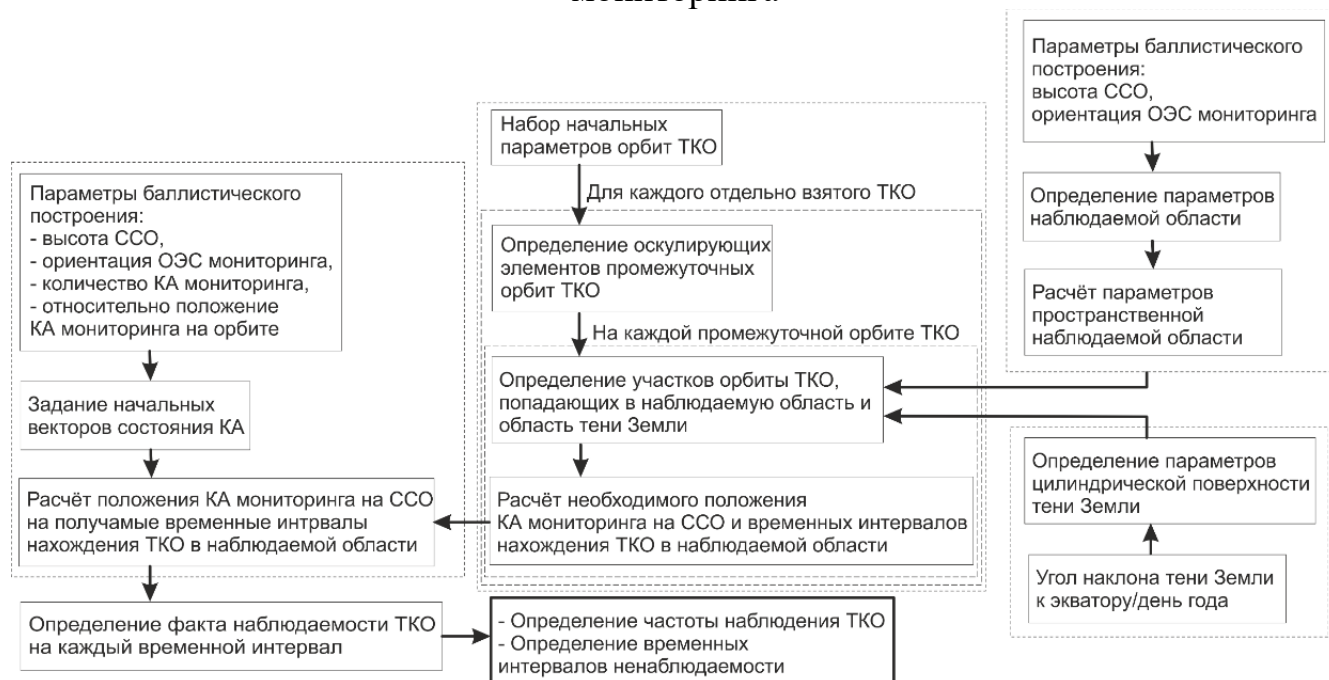 мониторинга
Параметры баллистического
построения:
- высота ССО,
- ориентация ОЭС мониторинга,
- количество КА мониторинга,
- относительно положение
КА мониторинга на орбите
Задание начальных
векторов состояния КА
Расчёт положения КА мониторинга на ССО
на получамые временные интрвалы
нахождения ТКО в наблюдаемой области
Определение факта наблюдаемости ТКО
на каждый временной интервал
Набор начальных
параметров орбит ТКО
Для каждого отдельно взятого ТКО
Определение оскулирующих
элементов промежуточных
орбит ТКО
На каждой промежуточной орбите ТКО
Определение участков орбиты ТКО,
попадающих в наблюдаемую область и
область тени Земли
Расчёт необходимого положения
КА мониторинга на ССО и временных интервалов
нахождения ТКО в наблюдаемой области
- Определение частоты наблюдения ТКО
- Определение временных
интервалов ненаблюдаемости
Параметры баллистического
построения:
высота ССО,
ориентация ОЭС мониторинга
Определение параметров
наблюдаемой области
Расчёт параметров
пространственной
наблюдаемой области
Определение параметров
цилиндрической поверхности
тени Земли
Угол наклона тени Земли
к экватору/день года